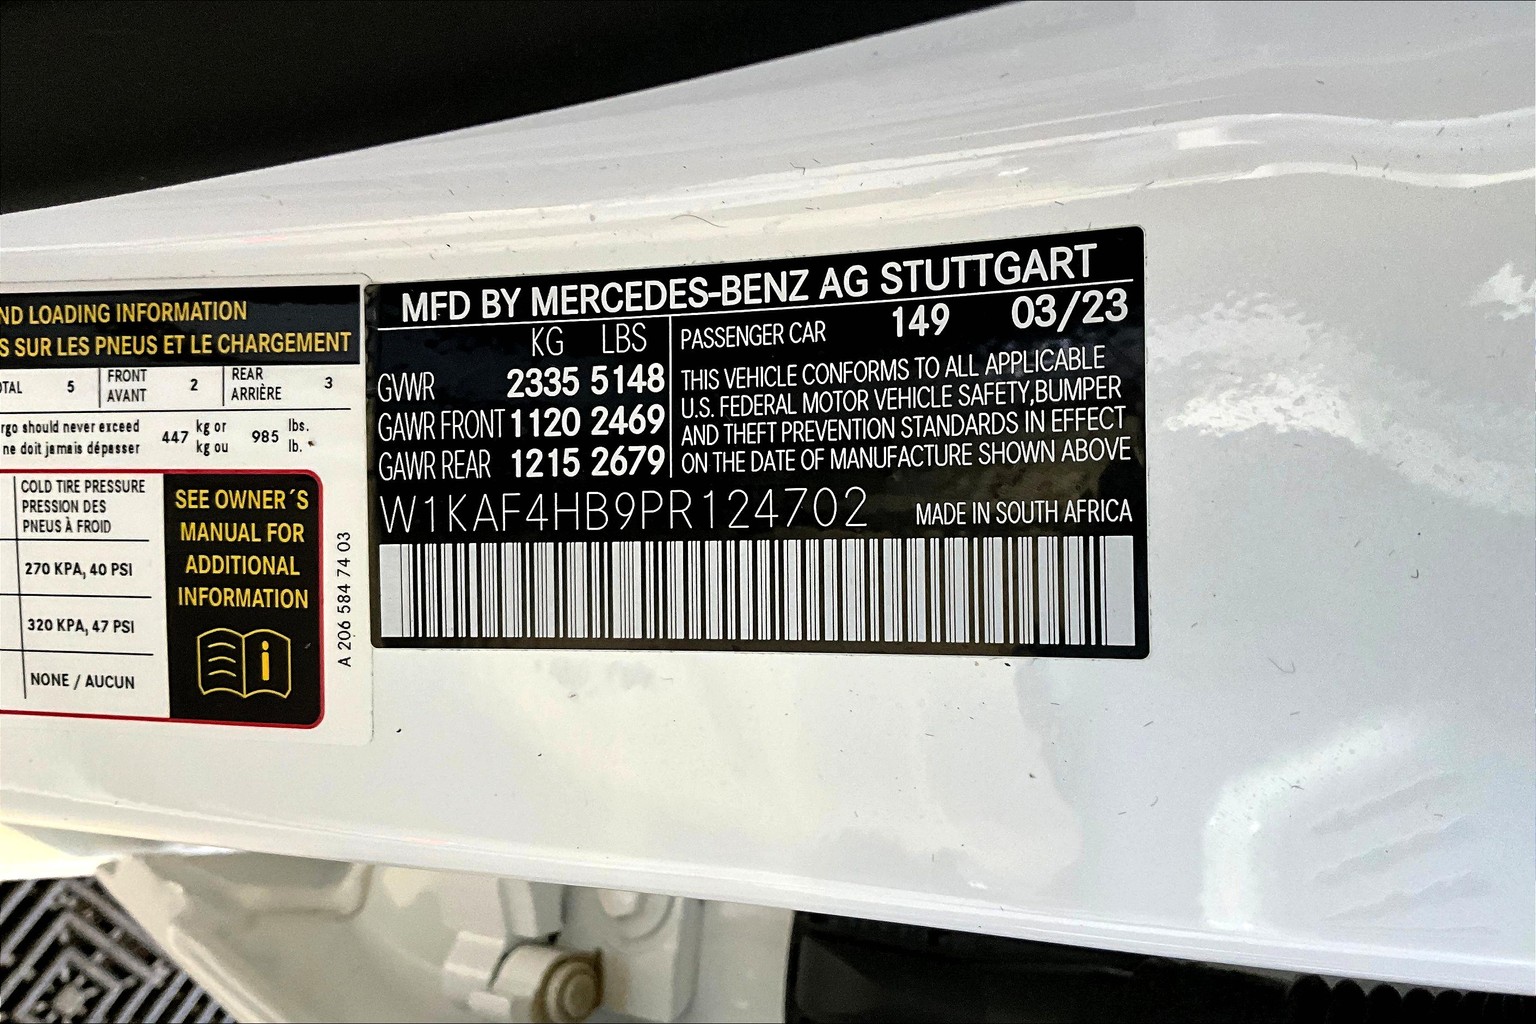 ND LOADING INFORMATION
S SUR LES PNEUS ET LE CHARGEMENT
OTAL 5 FRONT AVANT 2 REAR ARRIÈRE 3
rgo should never exceed 447 kg or 985 lbs.
ne doit jamais dépasser kg ou lb.
COLD TIRE PRESSURE
PRESSION DES
PNEUS À FROID
270 KPA, 40 PSI
320 KPA, 47 PSI
NONE / AUCUN
SEE OWNER´S
MANUAL FOR
ADDITIONAL
INFORMATION
A 206 584 74 03
MFD BY MERCEDES-BENZ AG STUTTGART
KG LBS
GVWR 2335 5148
GAWR FRONT 1120 2469
GAWR REAR 1215 2679
PASSENGER CAR 149 03/23
THIS VEHICLE CONFORMS TO ALL APPLICABLE
U.S. FEDERAL MOTOR VEHICLE SAFETY,BUMPER
AND THEFT PREVENTION STANDARDS IN EFFECT
ON THE DATE OF MANUFACTURE SHOWN ABOVE
W1KAF4HB9PR124702 MADE IN SOUTH AFRICA